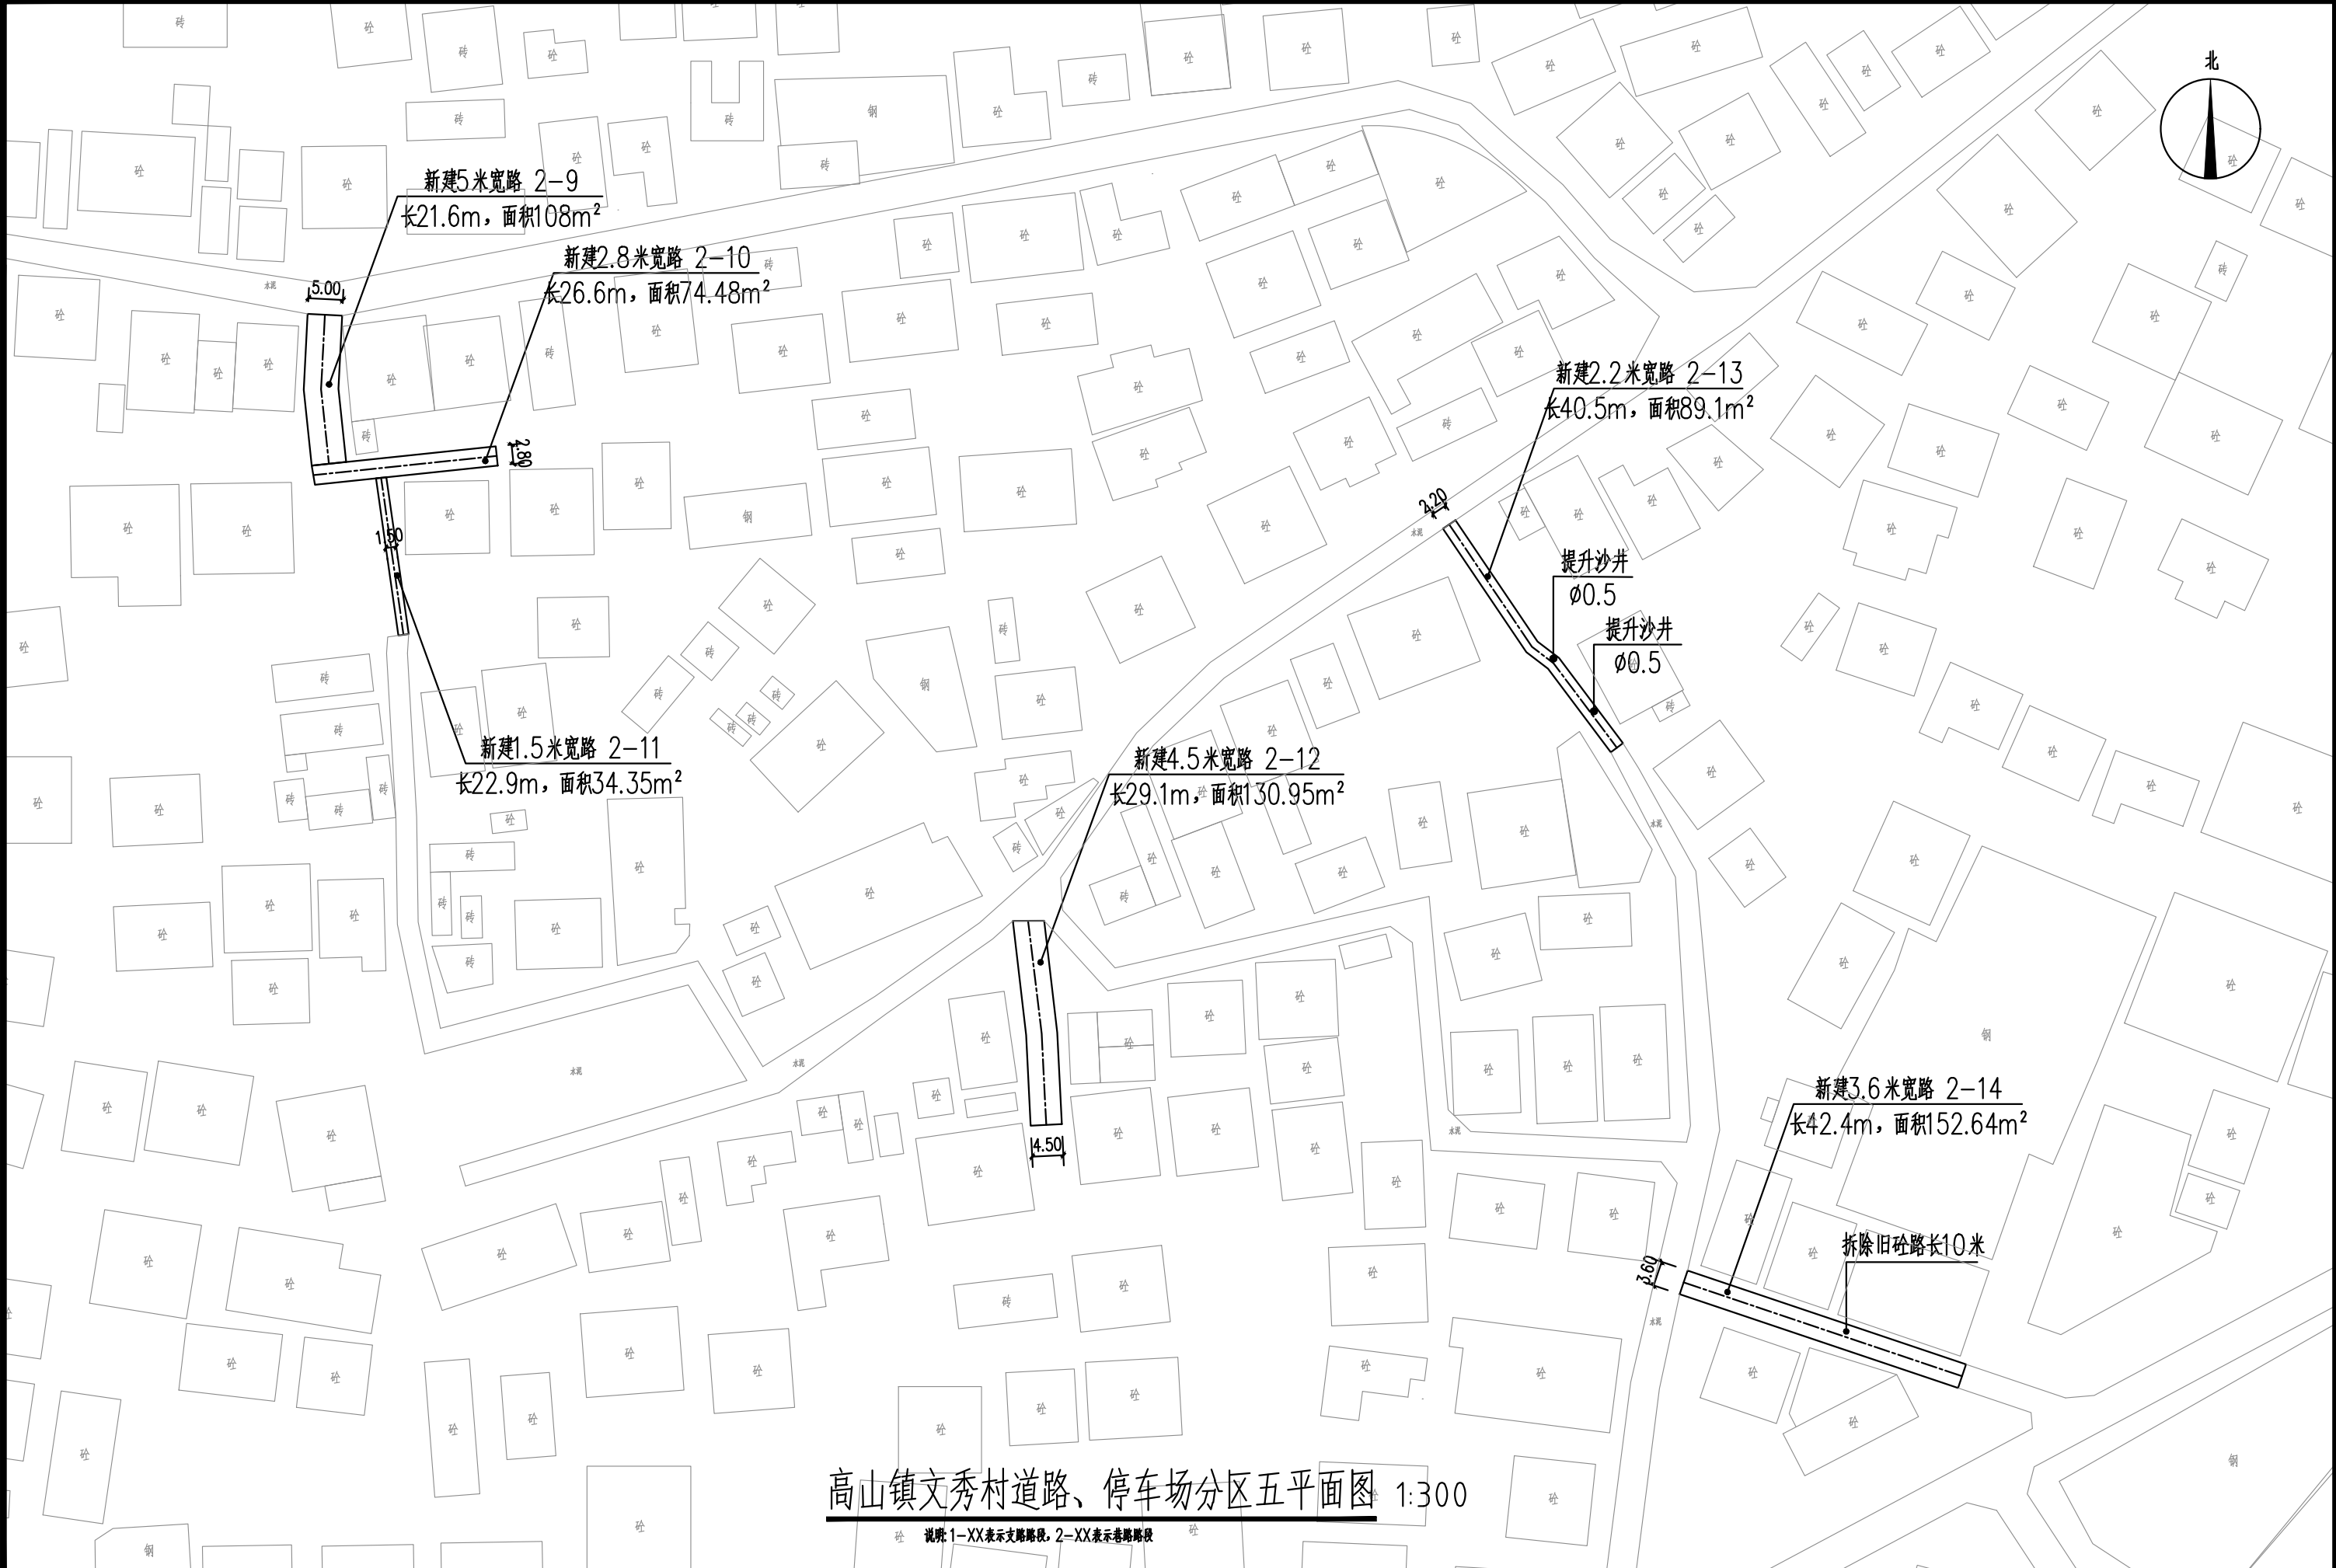 北
新建5米宽路 2-9
长21.6m，面积108m²
新建2.8米宽路 2-10
长26.6m，面积74.48m²
5.00
2.80
1.50
新建2.2米宽路 2-13
长40.5m，面积89.1m²
2.20
提升沙井
Ø0.5
提升沙井
Ø0.5
新建1.5米宽路 2-11
长22.9m，面积34.35m²
新建4.5米宽路 2-12
长29.1m，面积130.95m²
4.50
新建3.6米宽路 2-14
长42.4m，面积152.64m²
3.60
拆除旧砼路长10米
高山镇文秀村道路、停车场分区五平面图 1:300
说明:1-XX表示支路路段，2-XX表示巷路路段
砖
砼
钢
水泥